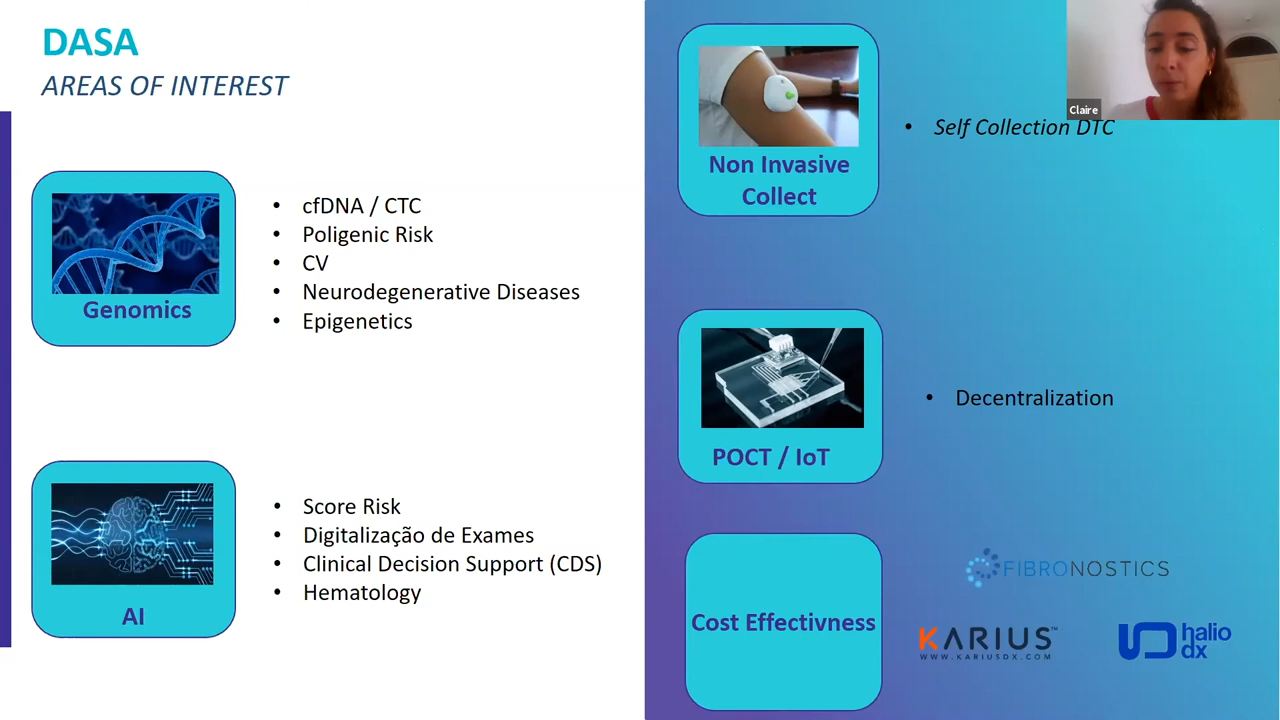 DASA
AREAS OF INTEREST
Genomics
• cfDNA / CTC
• Poligenic Risk
• CV
• Neurodegenerative Diseases
• Epigenetics
AI
• Score Risk
• Digitalização de Exames
• Clinical Decision Support (CDS)
• Hematology
Non Invasive
Collect
• Self Collection DTC
Claire
POCT / IoT
• Decentralization
Cost Effectivness
FIBRONOSTICS
KARIUS™
WWW.KARIUSDX.COM
halio
dx